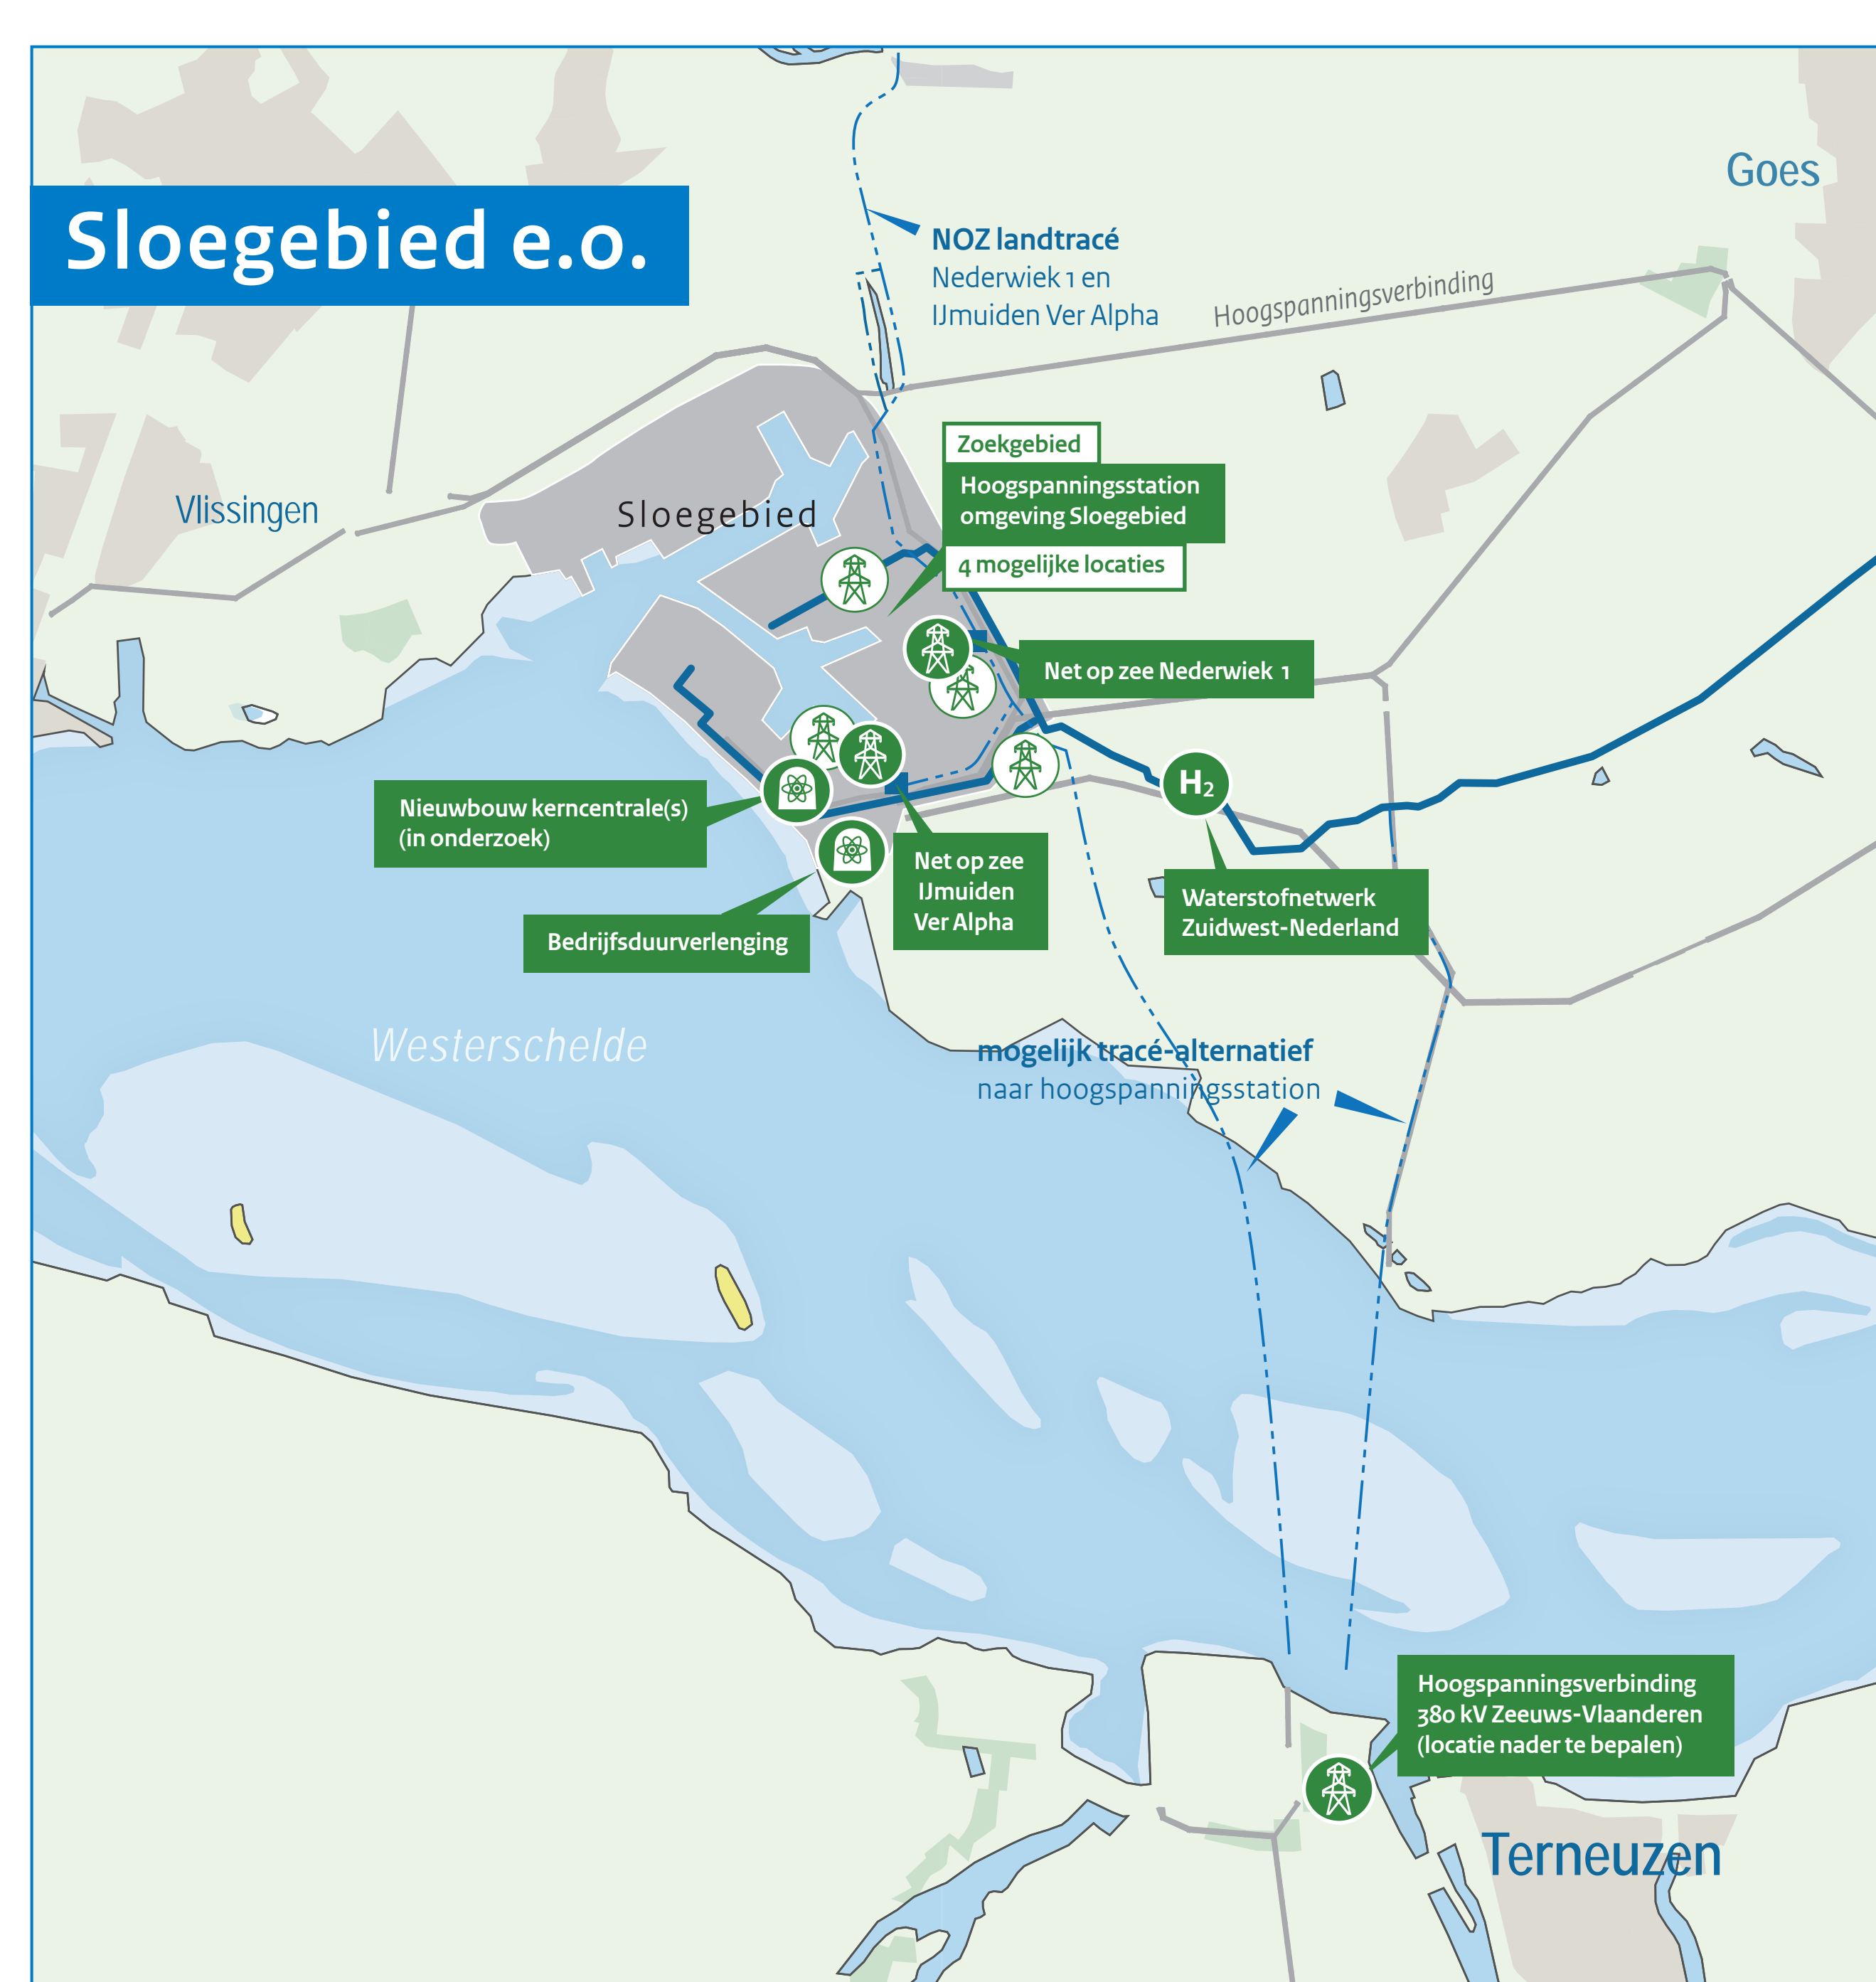 Goes
Sloegebied e.o.
NOZ landtracé
Nederwiek 1 en
IJmuiden Ver Alpha
Hoogspanningsverbinding
Zoekgebied
Hoogspanningsstation
omgeving Sloegebied
4 mogelijke locaties
Vlissingen
Sloegebied
Net op zee Nederwiek 1
H₂
Nieuwbouw kerncentrale(s)
(in onderzoek)
Net op zee
IJmuiden
Ver Alpha
Waterstofnetwerk
Zuidwest-Nederland
Bedrijfsduurverlenging
Westerschelde
mogelijk tracé-alternatief
naar hoogspanningsstation
Hoogspanningsverbinding
380 kV Zeeuws-Vlaanderen
(locatie nader te bepalen)
Terneuzen